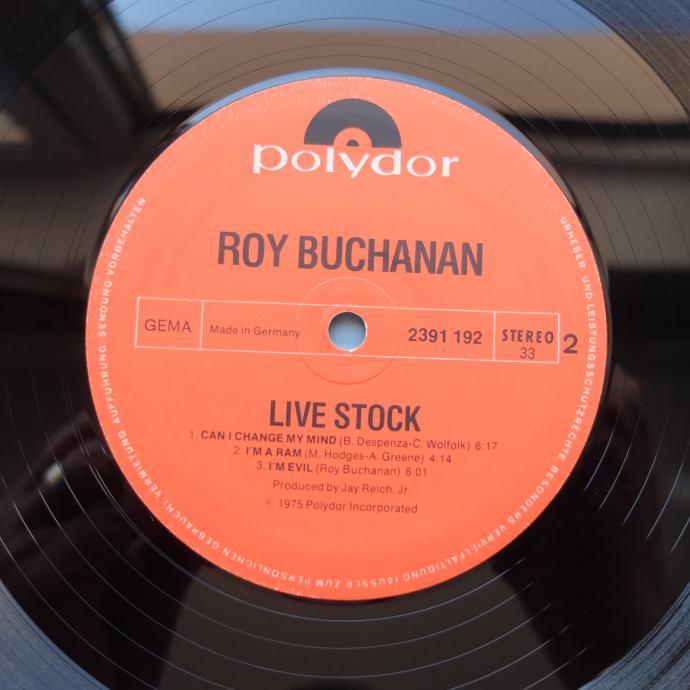 polydor
ROY BUCHANAN
GEMA
Made in Germany
2391 192
STEREO
33
2
LIVE STOCK
1. CAN I CHANGE MY MIND (B. Despenza-C. Wolfolk) 6:17
2. I'M A RAM (M. Hodges-A. Greene) 4:14
3. I'M EVIL (Roy Buchanan) 6:01
Produced by Jay Reich, Jr.
℗ 1975 Polydor Incorporated
URHEBER- UND LEISTUNGSSCHUTZRECHTE BESONDERS VERVIELFÄLTIGUNG (AUSSER ZUM PERSÖNLICHEN GEBRAUCH), VERMIETUNG, AUFFÜHRUNG, SENDUNG VORBEHALTEN